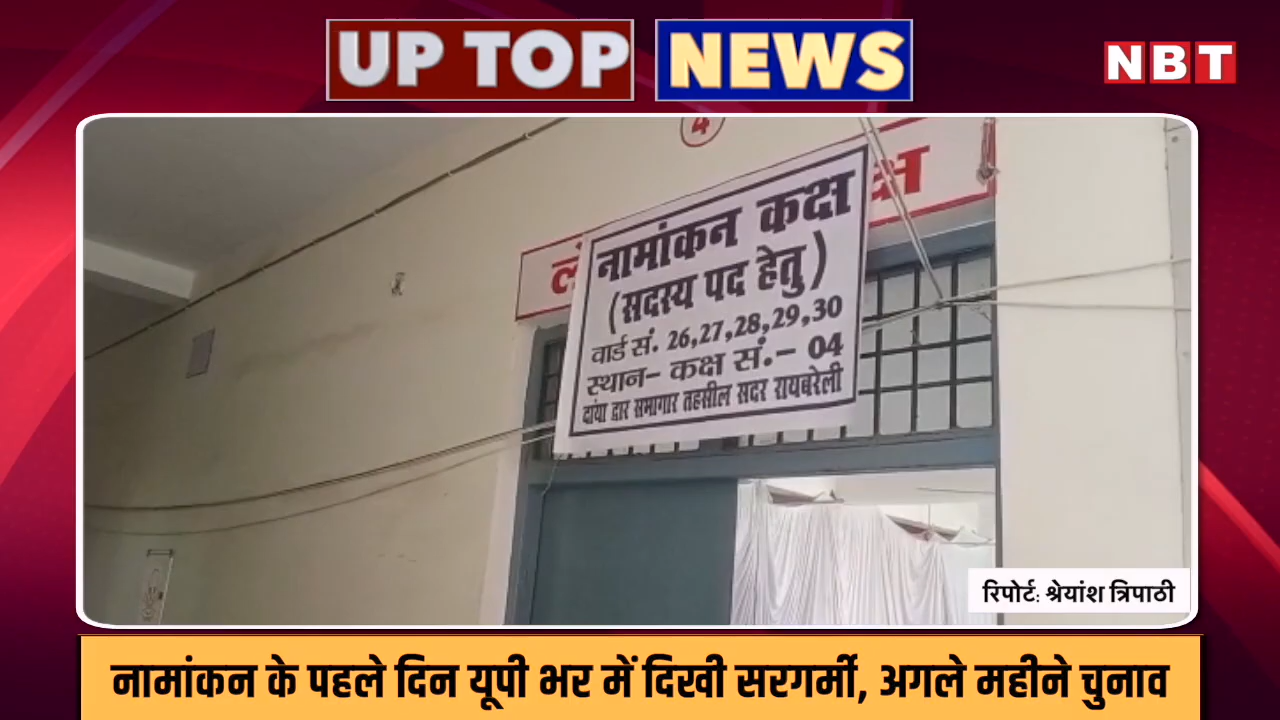 UP TOP NEWS
NBT
4
क्ष
नामांकन कक्ष
(सदस्य पद हेतु)
वार्ड सं. 26,27,28,29,30
स्थान- कक्ष सं.- 04
दांया द्वार सभागार तहसील सदर रायबरेली
रिपोर्ट: श्रेयांश त्रिपाठी
नामांकन के पहले दिन यूपी भर में दिखी सरगर्मी, अगले महीने चुनाव